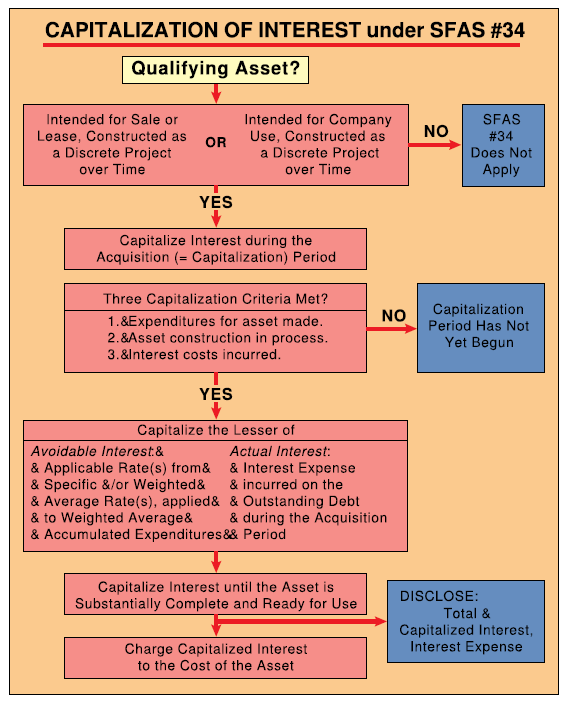 CAPITALIZATION OF INTEREST under SFAS #34
Qualifying Asset?
Intended for Sale or
Lease, Constructed as
a Discrete Project
over Time
OR
Intended for Company
Use, Constructed as
a Discrete Project
over Time
NO
SFAS
#34
Does Not
Apply
YES
Capitalize Interest during the
Acquisition (= Capitalization) Period
Three Capitalization Criteria Met?
1.&Expenditures for asset made.
2.&Asset construction in process.
3.&Interest costs incurred.
NO
Capitalization
Period Has Not
Yet Begun
YES
Capitalize the Lesser of
Avoidable Interest:&
& Applicable Rate(s) from&
& Specific &/or Weighted&
& Average Rate(s), applied&
& to Weighted Average&
& Accumulated Expenditures&
Actual Interest:
& Interest Expense
& incurred on the
& Outstanding Debt
& during the Acquisition
& Period
Capitalize Interest until the Asset is
Substantially Complete and Ready for Use
DISCLOSE:
Total &
Capitalized Interest,
Interest Expense
Charge Capitalized Interest
to the Cost of the Asset